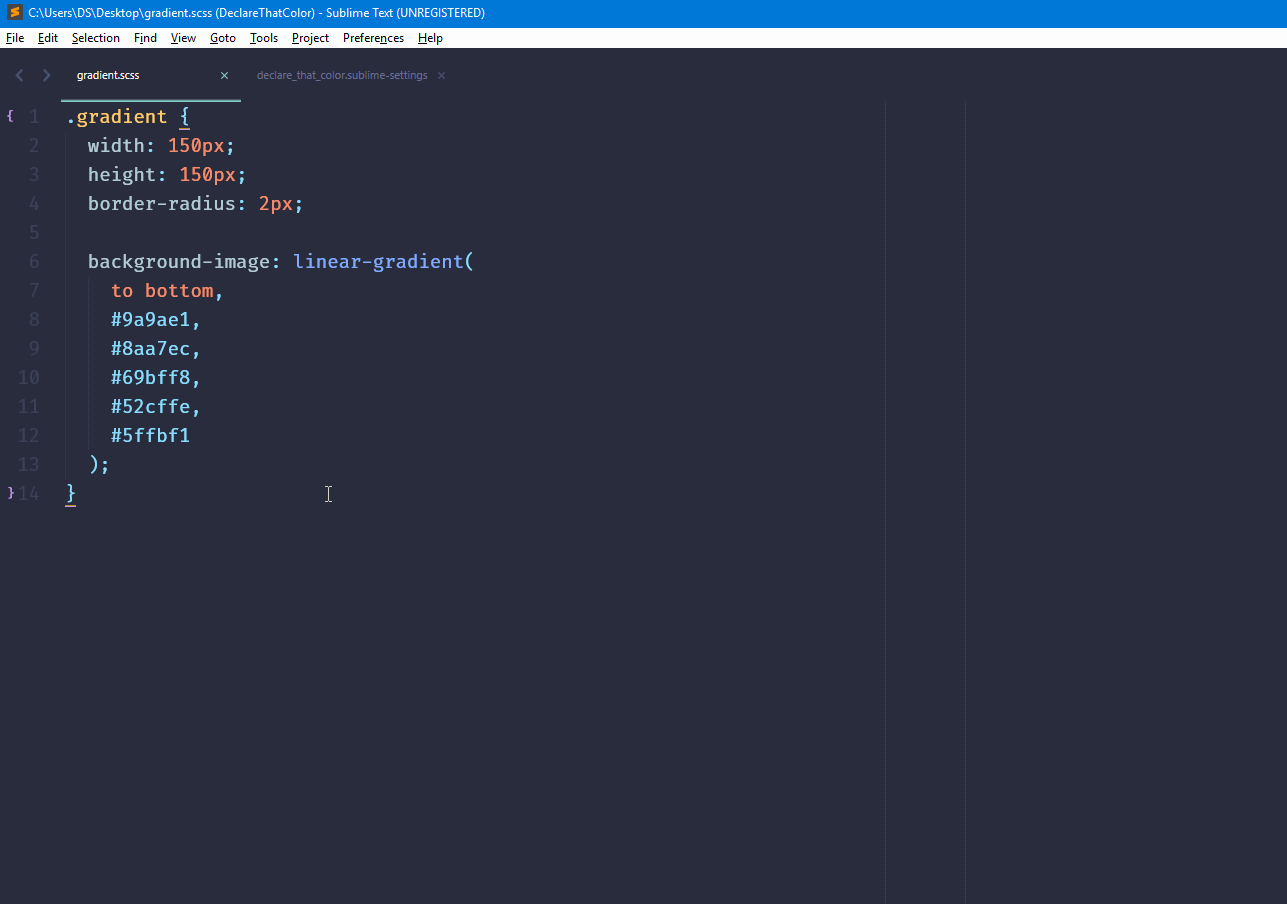 C:\Users\DS\Desktop\gradient.scss (DeclareThatColor) - Sublime Text (UNREGISTERED)
File Edit Selection Find View Goto Tools Project Preferences Help
gradient.scss × declare_that_color.sublime-settings ×
{ 1 .gradient {
2 width: 150px;
3 height: 150px;
4 border-radius: 2px;
5
6 background-image: linear-gradient(
7 to bottom,
8 #9a9ae1,
9 #8aa7ec,
10 #69bff8,
11 #52cffe,
12 #5ffbf1
13 );
} 14 }